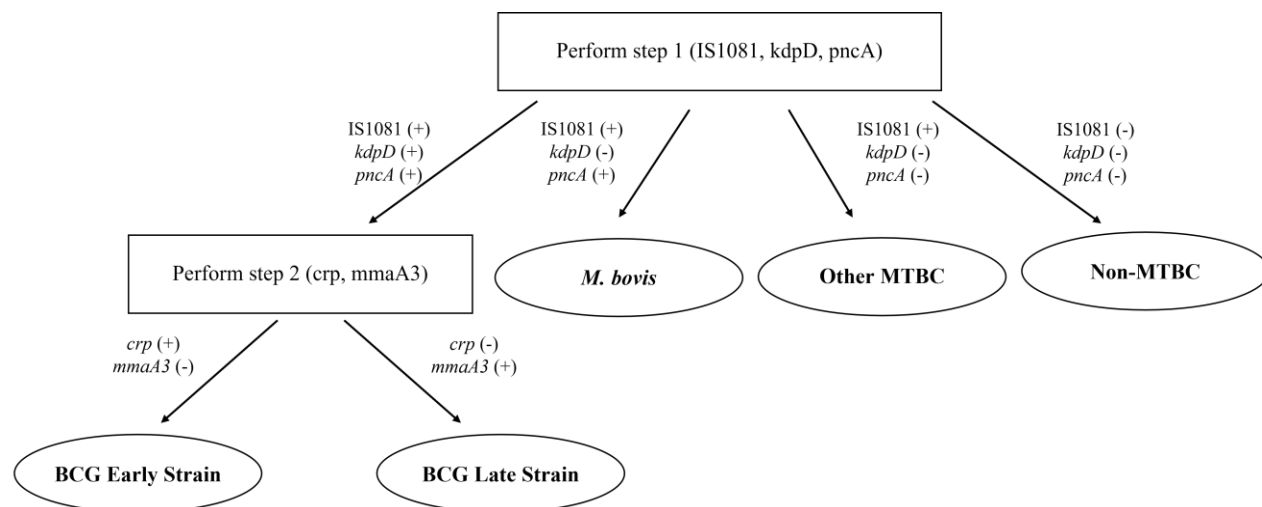 Perform step 1 (IS1081, kdpD, pncA)
IS1081 (+)
kdpD (+)
pncA (+)
IS1081 (+)
kdpD (-)
pncA (+)
IS1081 (+)
kdpD (-)
pncA (-)
IS1081 (-)
kdpD (-)
pncA (-)
Perform step 2 (crp, mmaA3)
M. bovis
Other MTBC
Non-MTBC
crp (+)
mmaA3 (-)
crp (-)
mmaA3 (+)
BCG Early Strain
BCG Late Strain